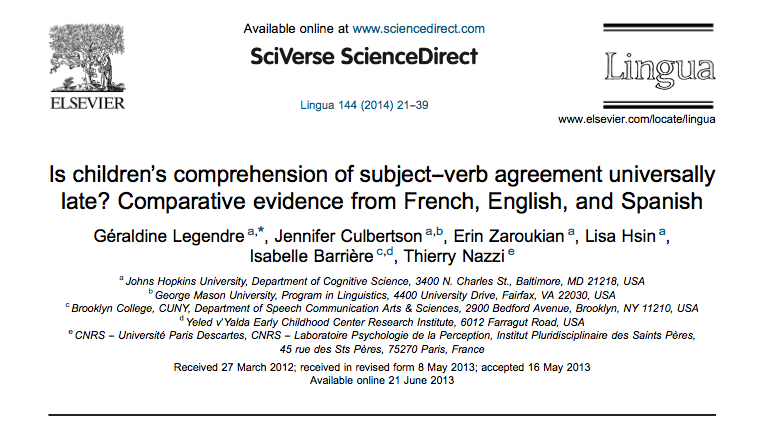 Available online at www.sciencedirect.com
SciVerse ScienceDirect
ELSEVIER
Lingua
Lingua 144 (2014) 21–39
www.elsevier.com/locate/lingua
Is children's comprehension of subject–verb agreement universally
late? Comparative evidence from French, English, and Spanish
Géraldine Legendre a,*, Jennifer Culbertson a,b, Erin Zaroukian a, Lisa Hsin a,
Isabelle Barrière c,d, Thierry Nazzi e
a Johns Hopkins University, Department of Cognitive Science, 3400 N. Charles St., Baltimore, MD 21218, USA
b George Mason University, Program in Linguistics, 4400 University Drive, Fairfax, VA 22030, USA
c Brooklyn College, CUNY, Department of Speech Communication Arts & Sciences, 2900 Bedford Avenue, Brooklyn, NY 11210, USA
d Yeled v'Yalda Early Childhood Center Research Institute, 6012 Farragut Road, USA
e CNRS – Université Paris Descartes, CNRS – Laboratoire Psychologie de la Perception, Institut Pluridisciplinaire des Saints Pères,
45 rue des Sts Pères, 75270 Paris, France
Received 27 March 2012; received in revised form 8 May 2013; accepted 16 May 2013
Available online 21 June 2013